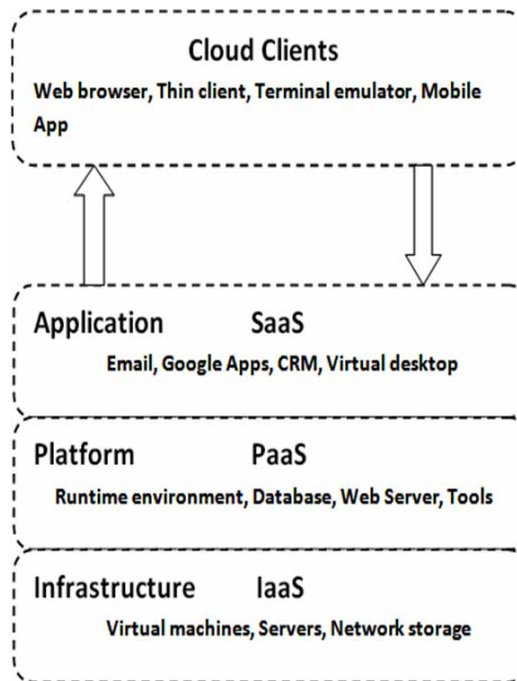 Cloud Clients
Web browser, Thin client, Terminal emulator, Mobile
App
Application SaaS
Email, Google Apps, CRM, Virtual desktop
Platform PaaS
Runtime environment, Database, Web Server, Tools
Infrastructure IaaS
Virtual machines, Servers, Network storage